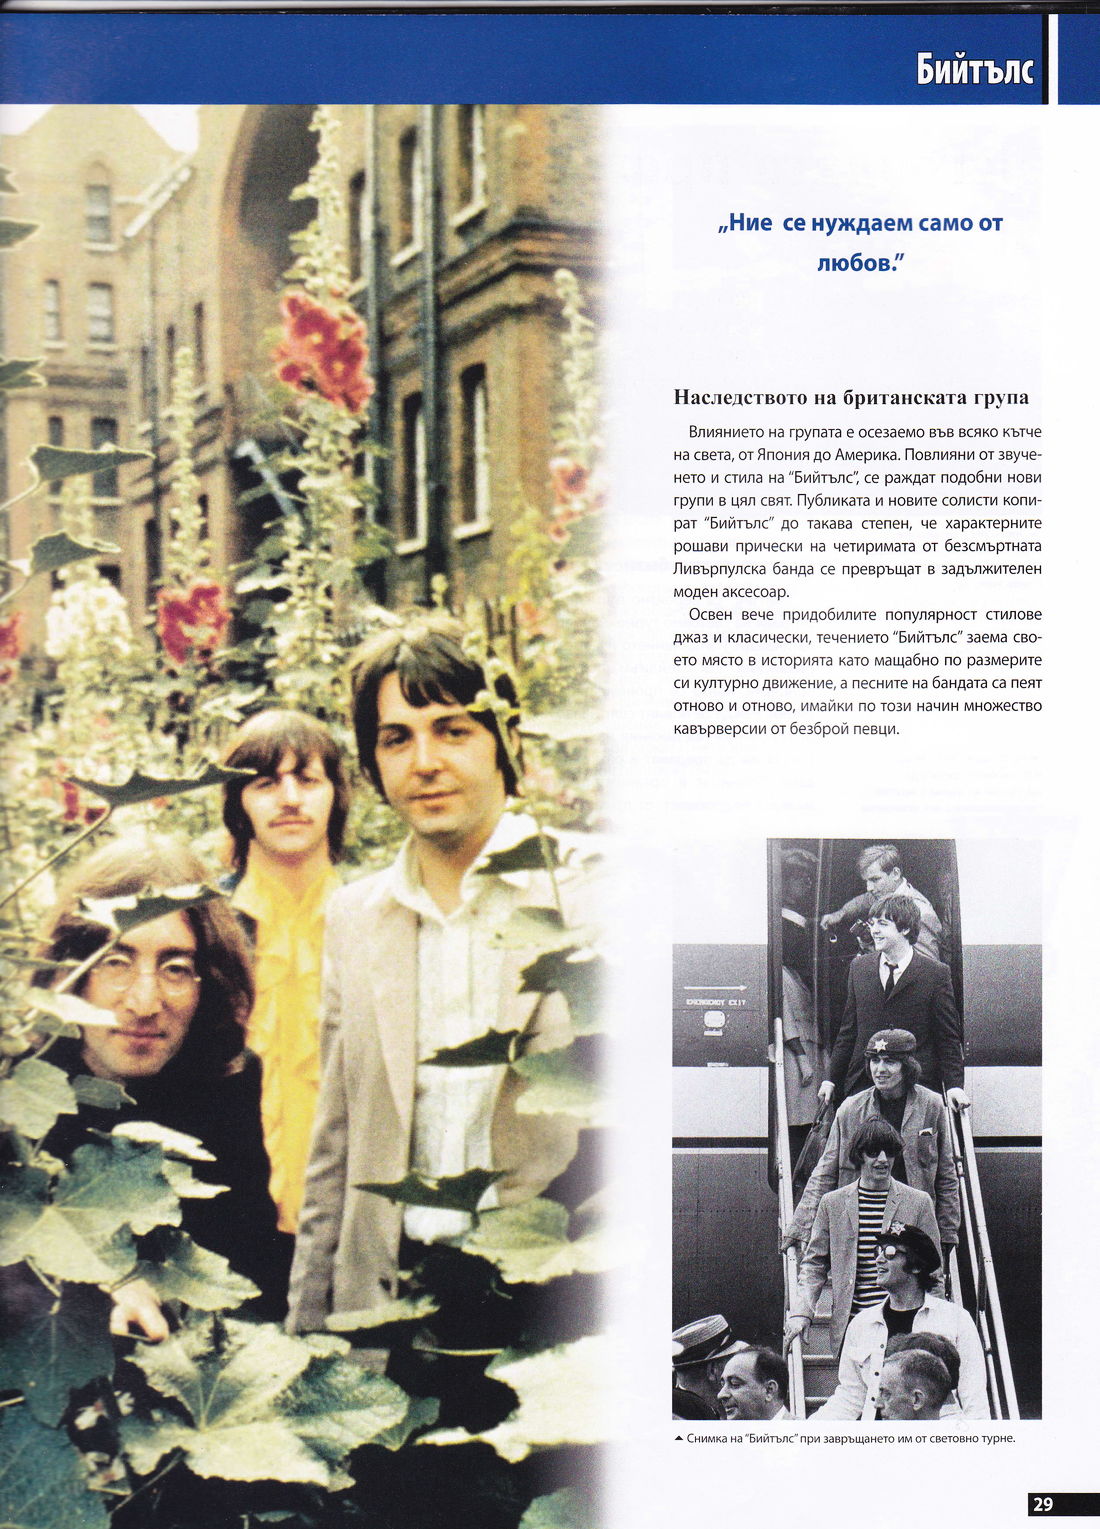 Бийтълс
„Ние се нуждаем само от
любов.”
Наследството на британската група
Влиянието на групата е осезаемо във всяко кътче
на света, от Япония до Америка. Повлияни от звуче-
нето и стила на “Бийтълс”, се раждат подобни нови
групи в цял свят. Публиката и новите солисти копи-
рат “Бийтълс” до такава степен, че характерните
рошави прически на четиримата от безсмъртната
Ливърпулска банда се превръщат в задължителен
моден аксесоар.
Освен вече придобилите популярност стилове
джаз и класически, течението “Бийтълс” заема сво-
ето място в историята като мащабно по размерите
си културно движение, а песните на бандата са пеят
отново и отново, имайки по този начин множество
кавърверсии от безброй певци.
EMERGENCY EXIT
Снимка на “Бийтълс” при завръщането им от световно турне.
29